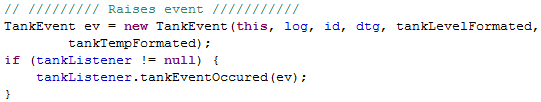 // ///////// Raises event ///////////
TankEvent ev = new TankEvent(this, log, id, dtg, tankLevelFormated,
        tankTempFormated);
if (tankListener != null) {
    tankListener.tankEventOccured(ev);
}